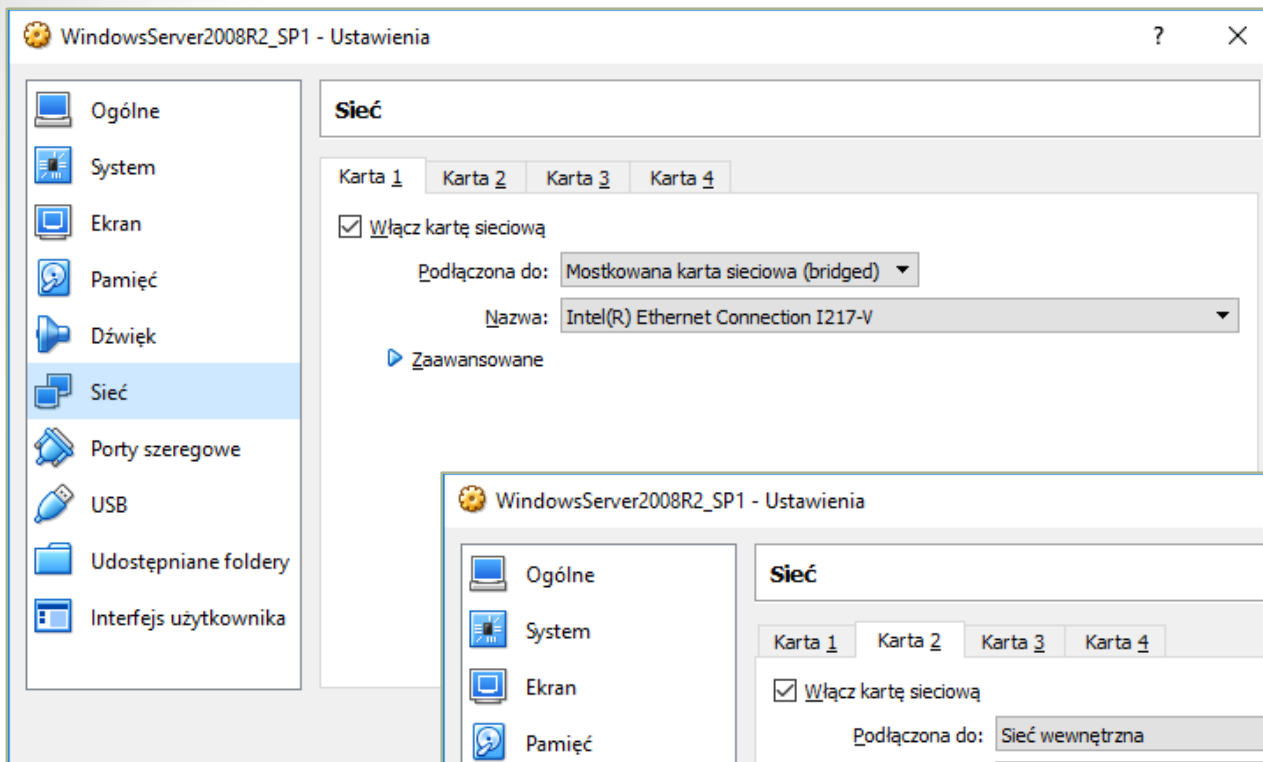 WindowsServer2008R2_SP1 - Ustawienia
?
Ogólne
System
Ekran
Pamięć
Dźwięk
Sieć
Porty szeregowe
USB
Udostępniane foldery
Interfejs użytkownika
Sieć
Karta 1 Karta 2 Karta 3 Karta 4
Włącz kartę sieciową
Podłączona do: Mostkowana karta sieciowa (bridged)
Nazwa: Intel(R) Ethernet Connection I217-V
Zaawansowane
WindowsServer2008R2_SP1 - Ustawienia
Ogólne
System
Ekran
Pamięć
Sieć
Karta 1 Karta 2 Karta 3 Karta 4
Włącz kartę sieciową
Podłączona do: Sieć wewnętrzna